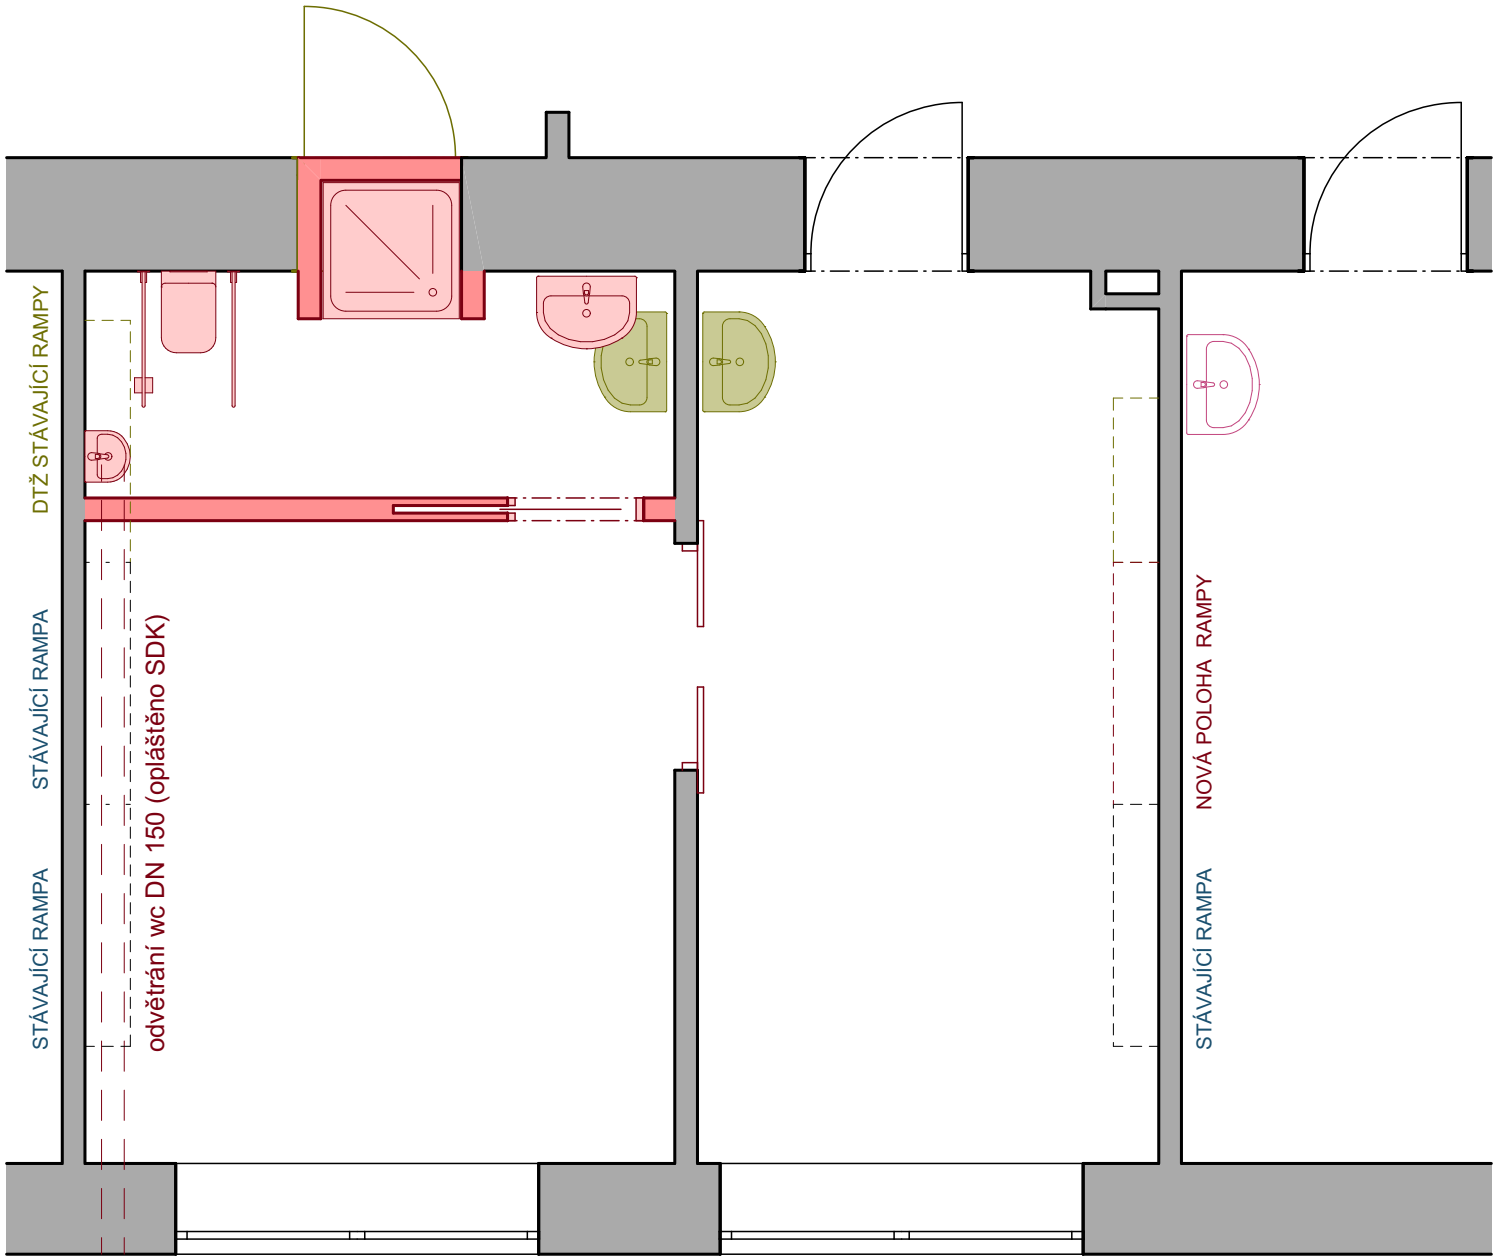 DTŽ STÁVAJÍCÍ RAMPY
STÁVAJÍCÍ RAMPA
STÁVAJÍCÍ RAMPA
odvětrání wc DN 150 (opláštěno SDK)
NOVÁ POLOHA RAMPY
STÁVAJÍCÍ RAMPA